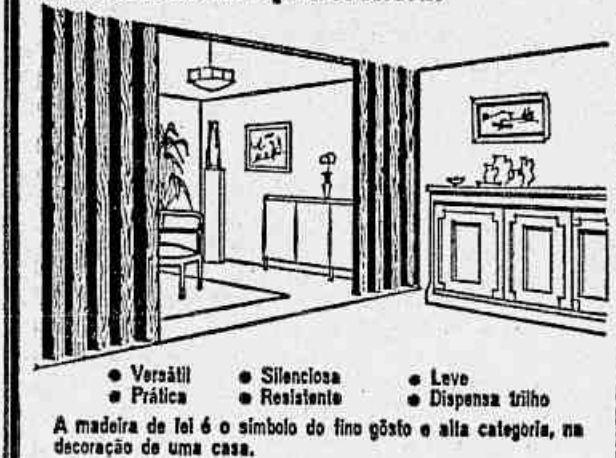 ● Versátil ● Silenciosa ● Leve
● Prática ● Resistente ● Dispensa trilho
A madeira de lei é o símbolo do fino gôsto e alta categoria, na
decoração de uma casa.